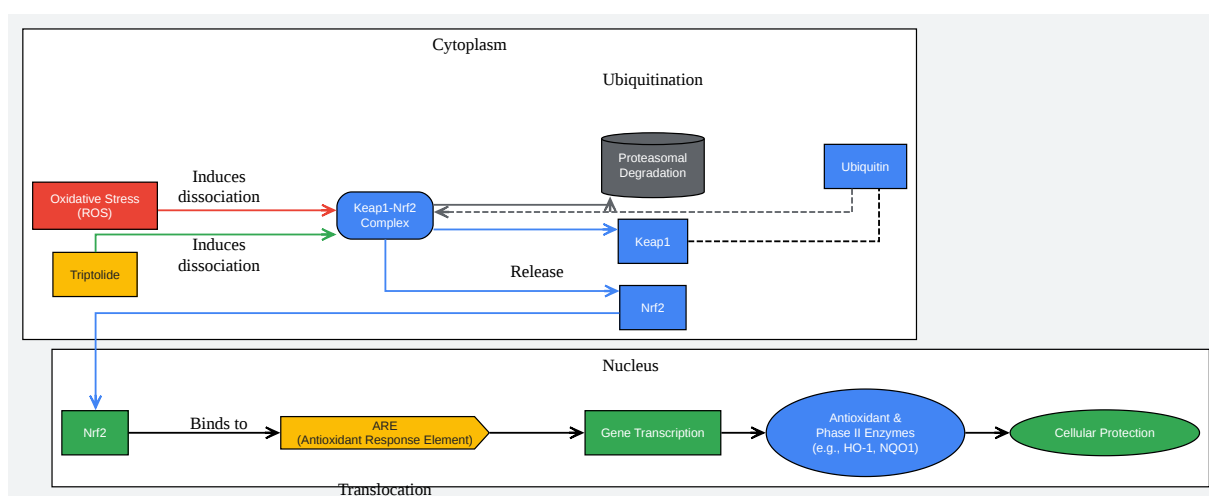 Cytoplasm
Ubiquitination
Proteasomal
Degradation
Ubiquitin
Induces
dissociation
Oxidative Stress
(ROS)
Keap1-Nrf2
Complex
Keap1
Induces
dissociation
Triptolide
Release
Nrf2
Nucleus
Nrf2
Binds to
ARE
(Antioxidant Response Element)
Gene Transcription
Antioxidant &
Phase II Enzymes
(e.g., HO-1, NQO1)
Cellular Protection
Translocation